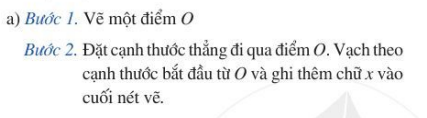 a) Bước 1. Vẽ một điểm O
Bước 2. Đặt cạnh thước thẳng đi qua điểm O. Vạch theo
cạnh thước bắt đầu từ O và ghi thêm chữ x vào
cuối nét vẽ.